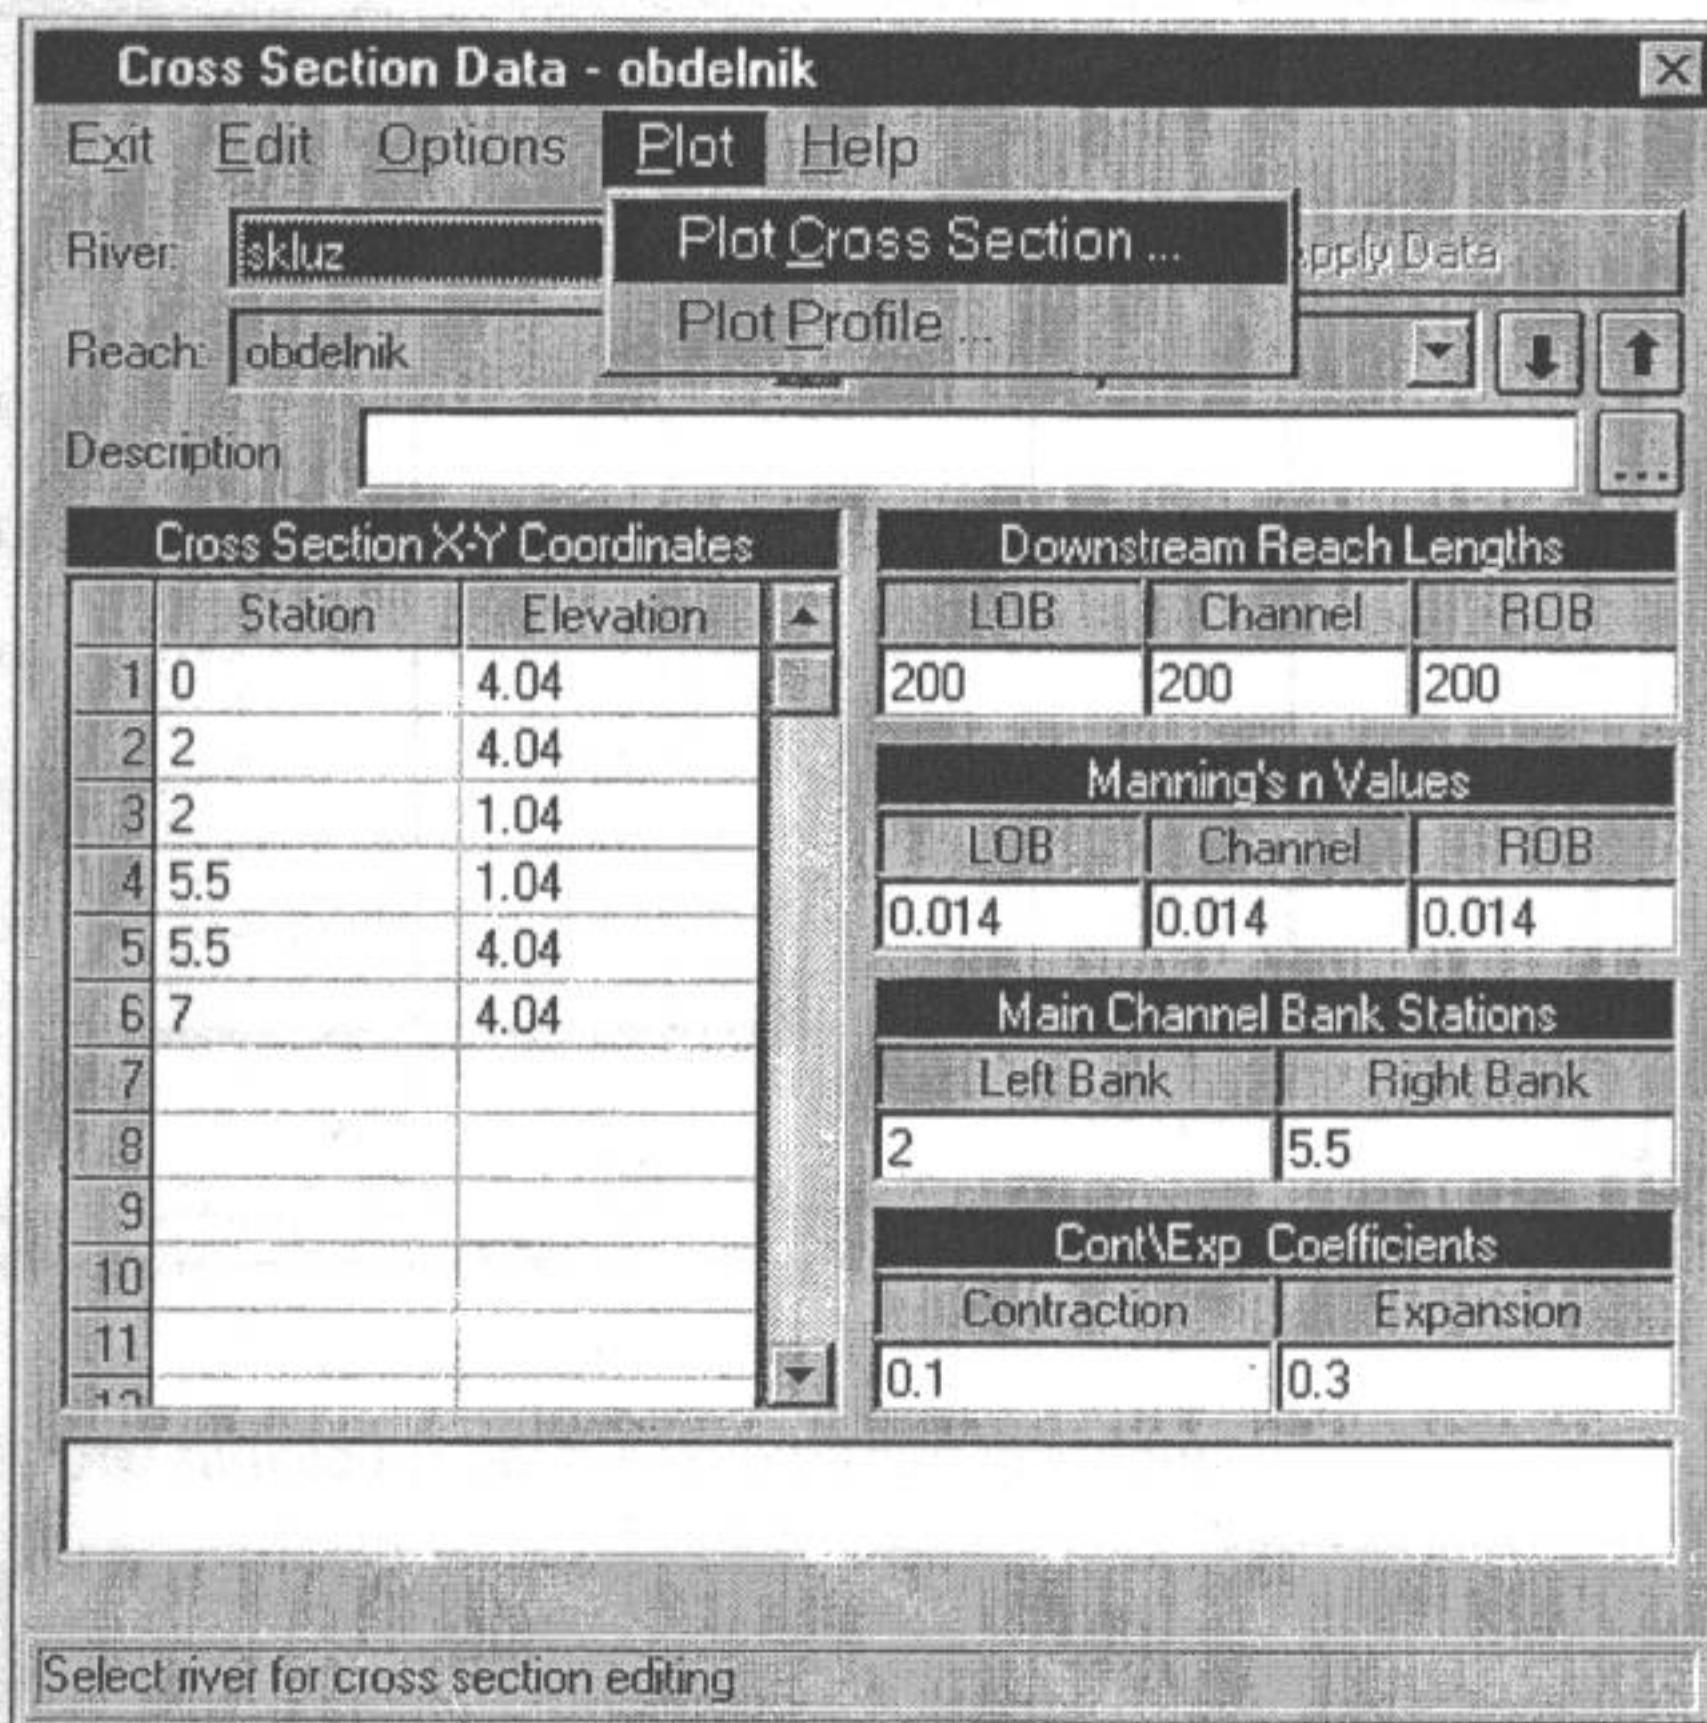 Cross Section Data - obdelnik
Exit Edit Options Plot Help
Plot Cross Section ...
Plot Profile ...
River: skluz
Data
Reach: obdelnik
Description
...
Cross Section X-Y Coordinates
Station Elevation
1 0 4.04
2 2 4.04
3 2 1.04
4 5.5 1.04
5 5.5 4.04
6 7 4.04
7
8
9
10
11
Downstream Reach Lengths
LOB Channel ROB
200 200 200
Manning's n Values
LOB Channel ROB
0.014 0.014 0.014
Main Channel Bank Stations
Left Bank Right Bank
2 5.5
Cont\Exp Coefficients
Contraction Expansion
0.1 0.3
Select river for cross section editing